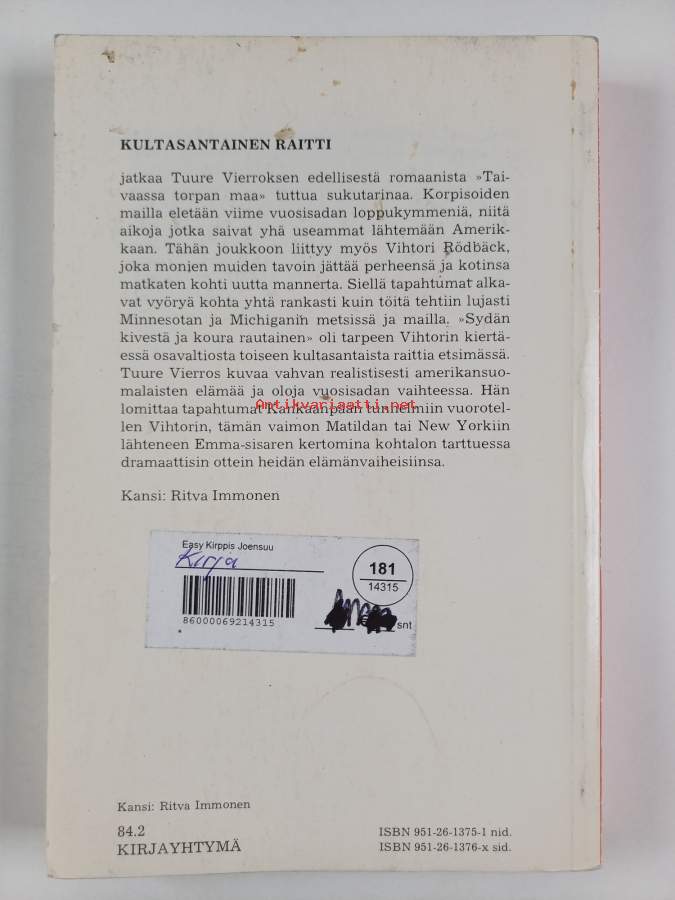 KULTASANTAINEN RAITTI
jatkaa Tuure Vierroksen edellisestä romaanista »Tai-
vaassa torpan maa» tuttua sukutarinaa. Korpisoiden
mailla eletään viime vuosisadan loppukymmeniä, niitä
aikoja jotka saivat yhä useammat lähtemään Amerik-
kaan. Tähän joukkoon liittyy myös Vihtori Rödbäck,
joka monien muiden tavoin jättää perheensä ja kotinsa
matkaten kohti uutta mannerta. Siellä tapahtumat alka-
vat vyöryä kohta yhtä rankasti kuin töitä tehtiin lujasti
Minnesotan ja Michiganin metsissä ja mailla. »Sydän
kivestä ja koura rautainen» oli tarpeen Vihtorin kiertä-
essä osavaltiosta toiseen kultasantaista raittia etsimässä.
Tuure Vierros kuvaa vahvan realistisesti amerikansuo-
malaisten elämää ja oloja vuosisadan vaihteessa. Hän
lomittaa tapahtumat Kankaanpään tunnelmiin vuorotel-
len Vihtorin, tämän vaimon Matildan tai New Yorkiin
lähteneen Emma-sisaren kertomina kohtalon tarttuessa
dramaattisin ottein heidän elämänvaiheisiinsa.
Kansi: Ritva Immonen
Antikvariaatti.net
Easy Kirppis Joensuu
Kirja
181
14315
86000069214315
€ snt
Kansi: Ritva Immonen
84.2
KIRJAYHTYMÄ
ISBN 951-26-1375-1 nid.
ISBN 951-26-1376-x sid.